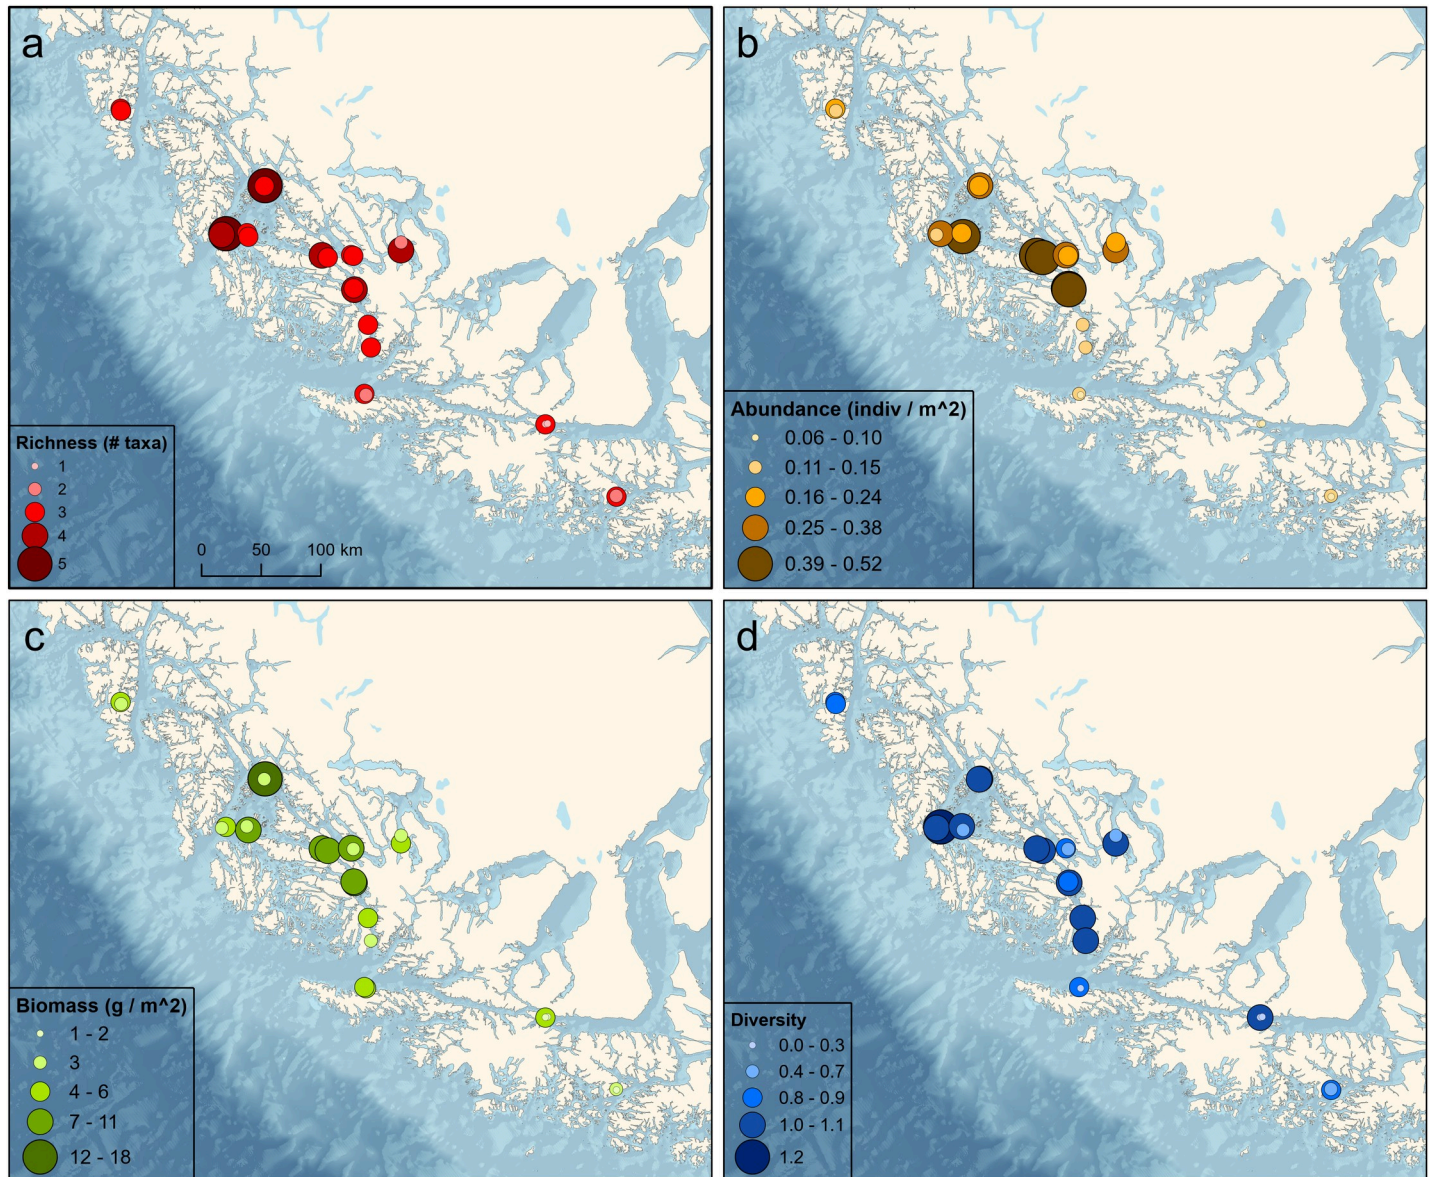 a
Richness (# taxa)
1
2
3
4
5
0 50 100 km
b
Abundance (indiv / m^2)
0.06 - 0.10
0.11 - 0.15
0.16 - 0.24
0.25 - 0.38
0.39 - 0.52
c
Biomass (g / m^2)
1 - 2
3
4 - 6
7 - 11
12 - 18
d
Diversity
0.0 - 0.3
0.4 - 0.7
0.8 - 0.9
1.0 - 1.1
1.2